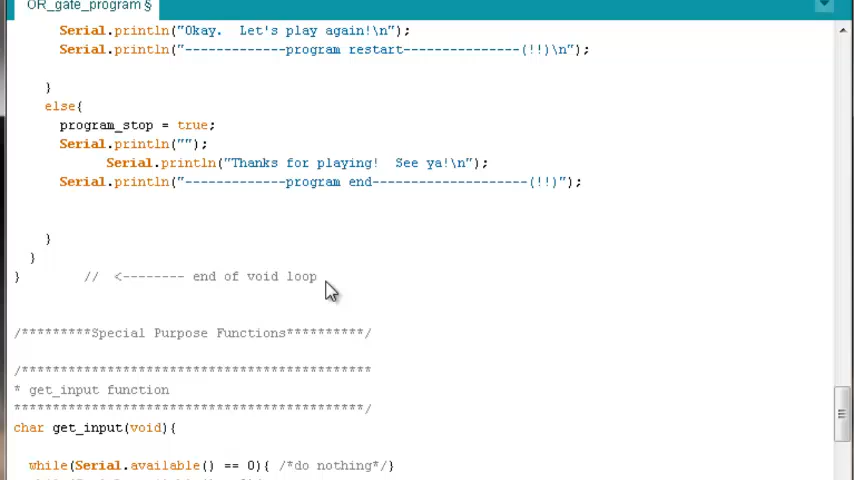 OR_gate_program §
Serial.println("Okay.  Let's play again!\n");
Serial.println("-------------program restart---------------(!!)\n");
}
else{
program_stop = true;
Serial.println("");
Serial.println("Thanks for playing!  See ya!\n");
Serial.println("-------------program end--------------------(!!)");
}
}
}        //  <-------- end of void loop
/*********Special Purpose Functions**********/
/*********************************************
* get_input function
*********************************************/
char get_input(void){
while(Serial.available() == 0){ /*do nothing*/}